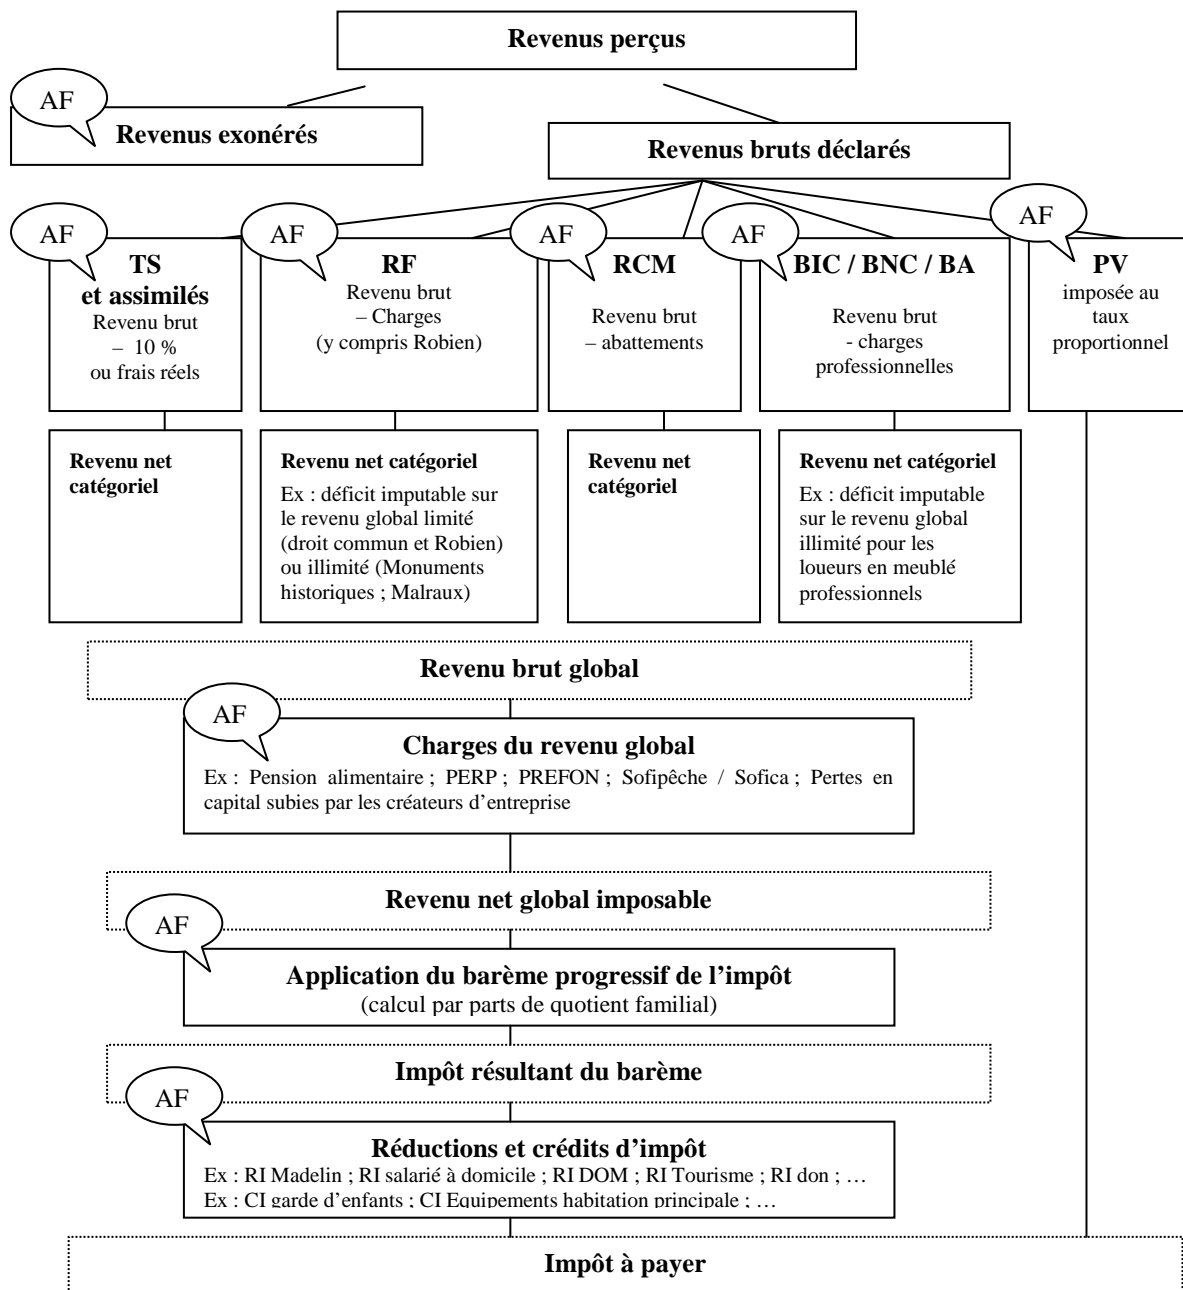 Revenus perçus
AF
Revenus exonérés
Revenus bruts déclarés
AF
TS
et assimilés
Revenu brut
– 10 %
ou frais réels
AF
RF
Revenu brut
– Charges
(y compris Robien)
AF
RCM
Revenu brut
– abattements
AF
BIC / BNC / BA
Revenu brut
- charges
professionnelles
AF
PV
imposée au
taux
proportionnel
Revenu net
catégoriel
Revenu net catégoriel
Ex : déficit imputable sur
le revenu global limité
(droit commun et Robien)
ou illimité (Monuments
historiques ; Malraux)
Revenu net
catégoriel
Revenu net catégoriel
Ex : déficit imputable
sur le revenu global
illimité pour les
loueurs en meublé
professionnels
Revenu brut global
AF
Charges du revenu global
Ex : Pension alimentaire ; PERP ; PREFON ; Sofipêche / Sofica ; Pertes en
capital subies par les créateurs d’entreprise
Revenu net global imposable
AF
Application du barème progressif de l’impôt
(calcul par parts de quotient familial)
Impôt résultant du barème
AF
Réductions et crédits d’impôt
Ex : RI Madelin ; RI salarié à domicile ; RI DOM ; RI Tourisme ; RI don ; …
Ex : CI garde d’enfants ; CI Equipements habitation principale ; …
Impôt à payer